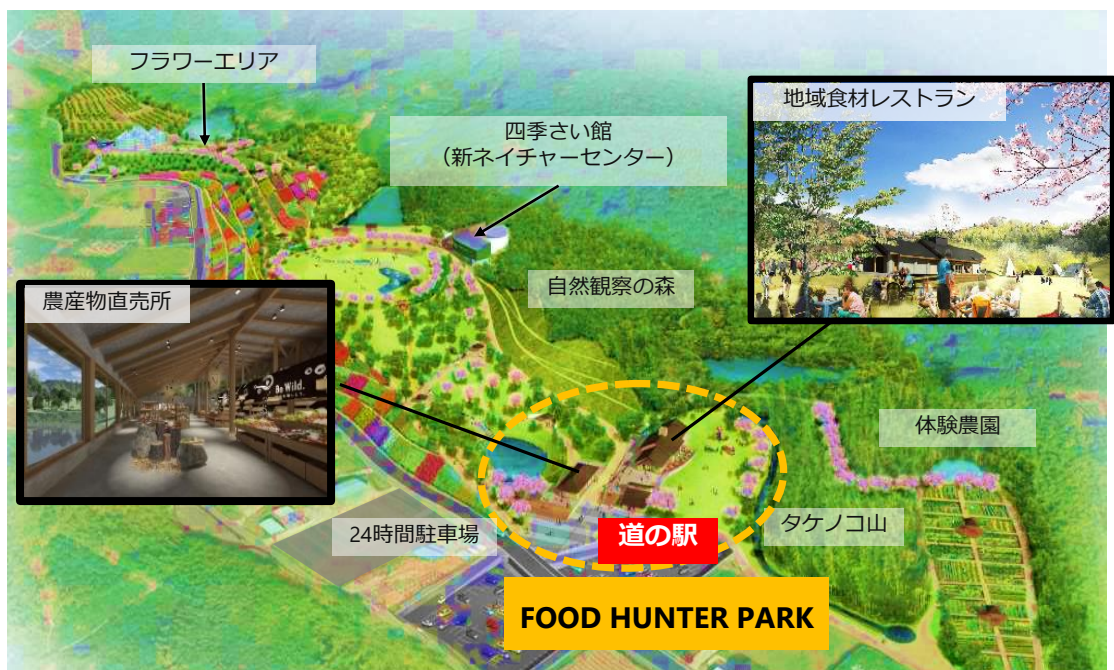 フラワーエリア
四季さい館
（新ネイチャーセンター）
地域食材レストラン
自然観察の森
農産物直売所
Be Wild.
体験農園
24時間駐車場
道の駅
タケノコ山
FOOD HUNTER PARK